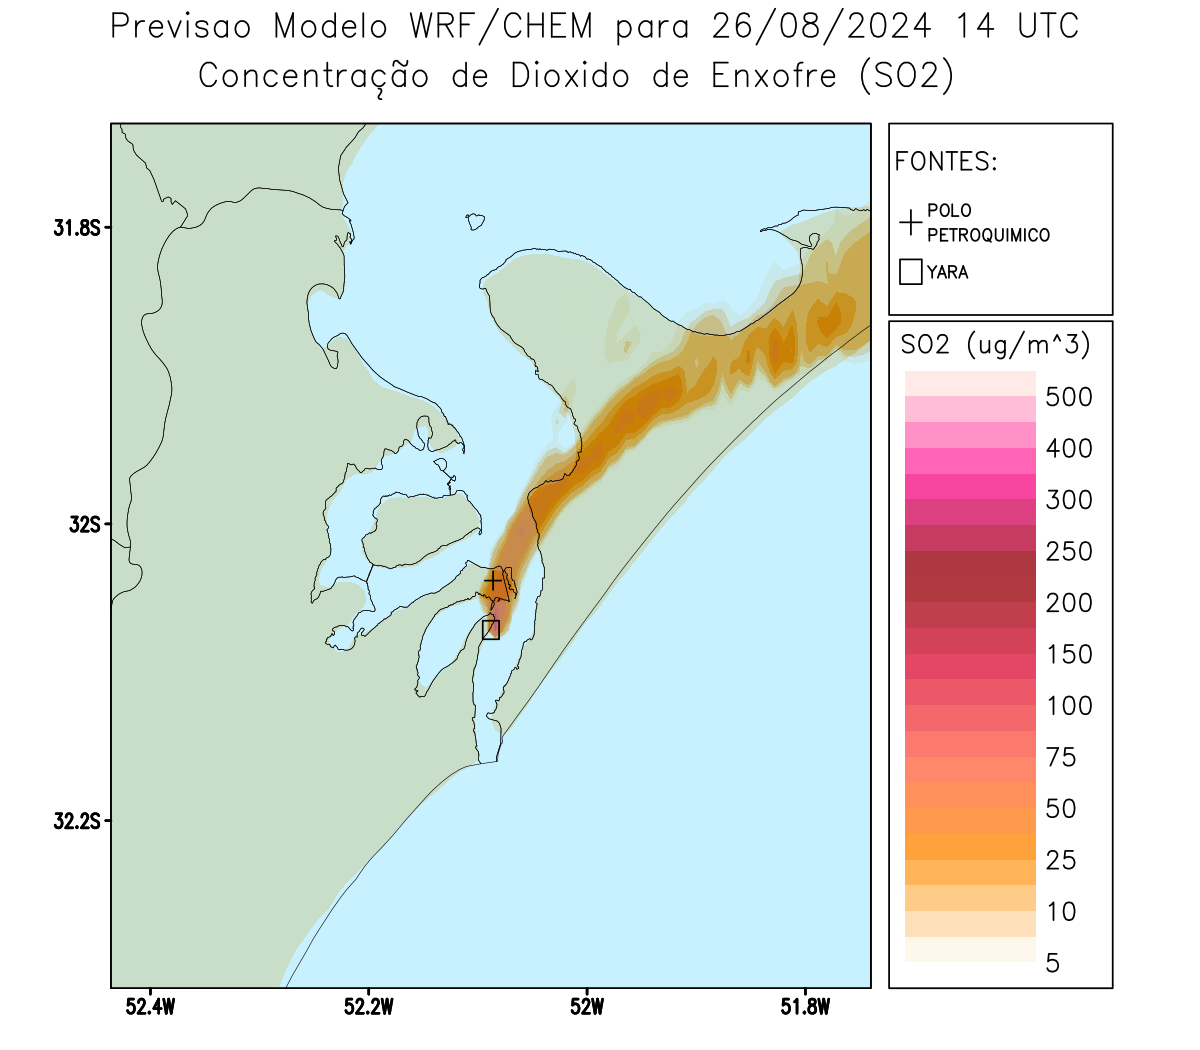 Previsao Modelo WRF/CHEM para 26/08/2024 14 UTC
Concentração de Dioxido de Enxofre (SO2)
FONTES:
POLO
PETROQUIMICO
YARA
31.8S
32S
32.2S
52.4W
52.2W
52W
51.8W
SO2 (ug/m^3)
500
400
300
250
200
150
100
75
50
25
10
5